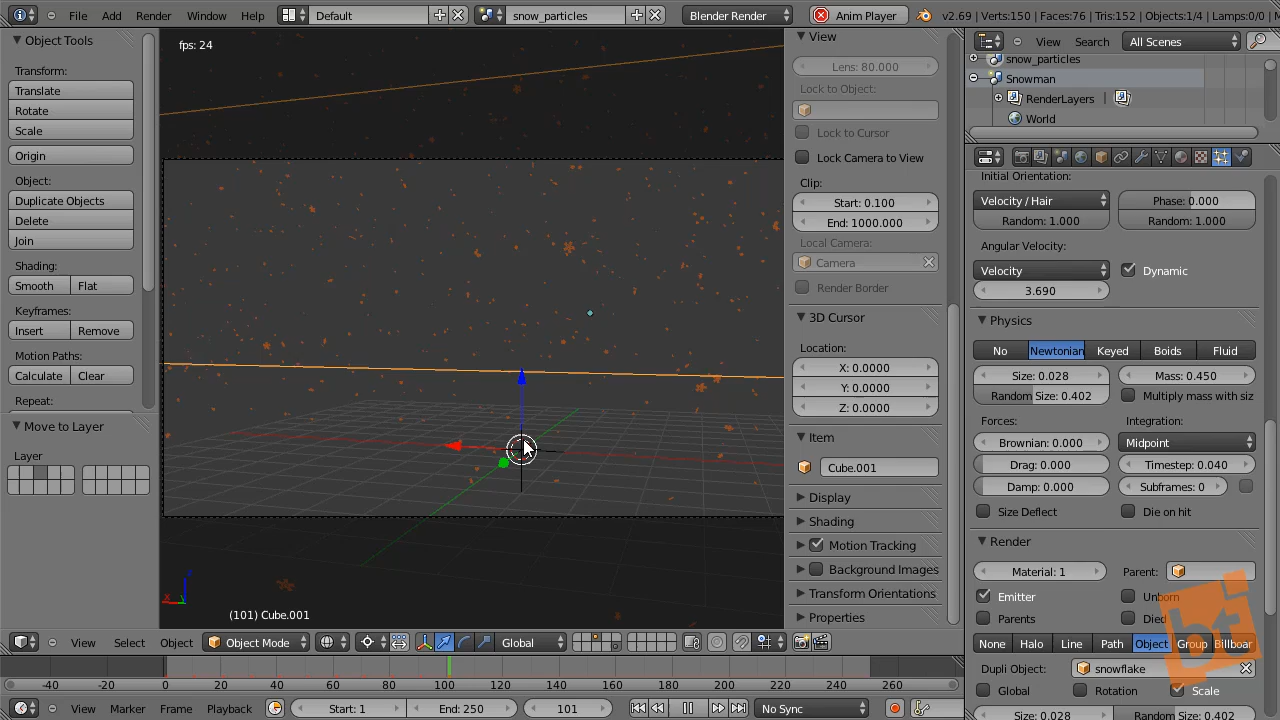 File Add Render Window Help Default snow_particles Blender Render Anim Player v2.69 | Verts:150 | Faces:76 | Tris:152 | Objects:1/4 | Lamps:0/0 |
Object Tools
Transform:
Translate
Rotate
Scale
Origin
Object:
Duplicate Objects
Delete
Join
Shading:
Smooth Flat
Keyframes:
Insert Remove
Motion Paths:
Calculate Clear
Repeat:
Move to Layer
Layer
fps: 24
(101) Cube.001
View
Lens: 80.000
Lock to Object:
Lock to Cursor
Lock Camera to View
Clip:
Start: 0.100
End: 1000.000
Local Camera:
Camera
Render Border
3D Cursor
Location:
X: 0.0000
Y: 0.0000
Z: 0.0000
Item
Cube.001
Display
Shading
Motion Tracking
Background Images
Transform Orientations
Properties
View Search All Scenes
snow_particles
Snowman
RenderLayers |
World
Initial Orientation:
Velocity / Hair Phase: 0.000
Random: 1.000 Random: 1.000
Angular Velocity:
Velocity Dynamic
3.690
Physics
No Newtonian Keyed Boids Fluid
Size: 0.028 Mass: 0.450
Random Size: 0.402 Multiply mass with siz
Forces: Integration:
Brownian: 0.000 Midpoint
Drag: 0.000 Timestep: 0.040
Damp: 0.000 Subframes: 0
Size Deflect Die on hit
Render
Material: 1 Parent:
Emitter Unborn
Parents Died
None Halo Line Path Object Group Billboar
Dupli Object: snowflake
Global Rotation Scale
Size: 0.028 Random Size: 0.402
bt
View Select Object Object Mode Global
-40 -20 0 20 40 60 80 100 120 140 160 180 200 220 240 260
View Marker Frame Playback Start: 1 End: 250 101 No Sync